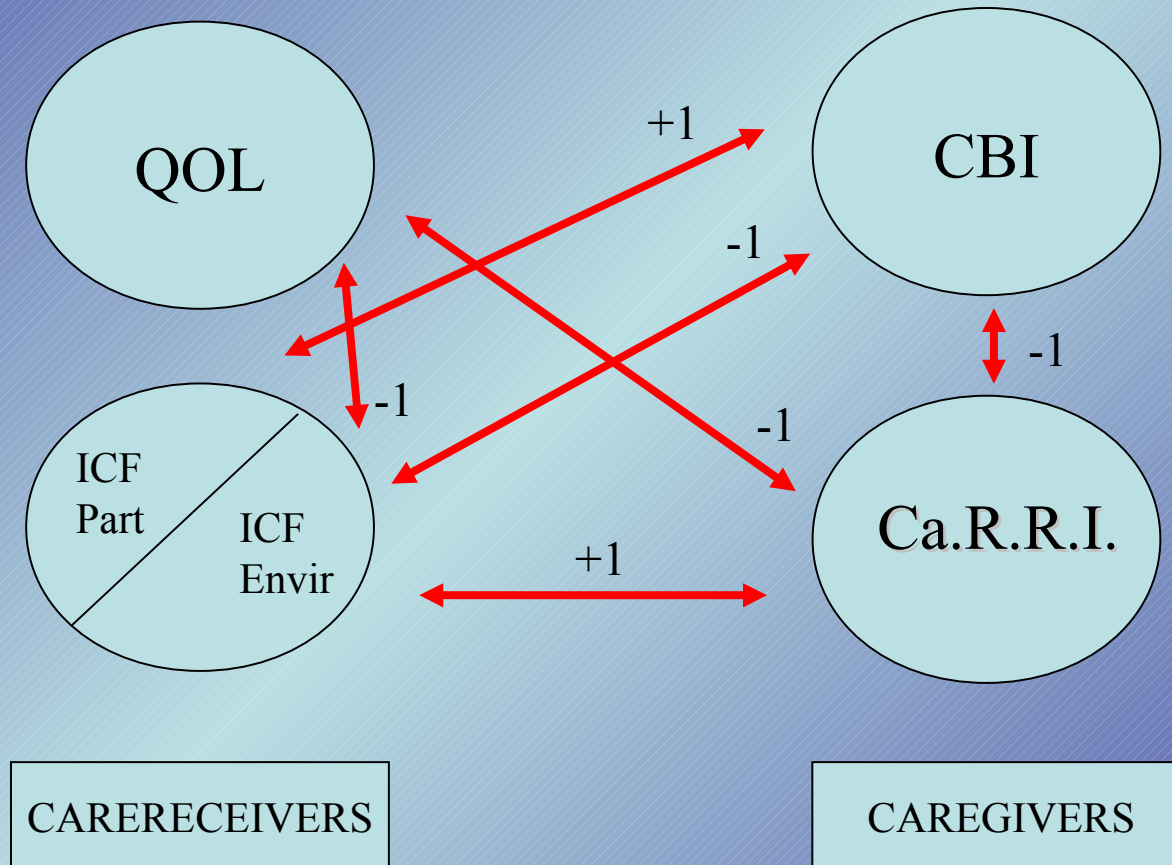 QOL
CBI
+1
-1
-1
-1
-1
ICF
Part
ICF
Envir
+1
Ca.R.R.I.
CARERECEIVERS
CAREGIVERS